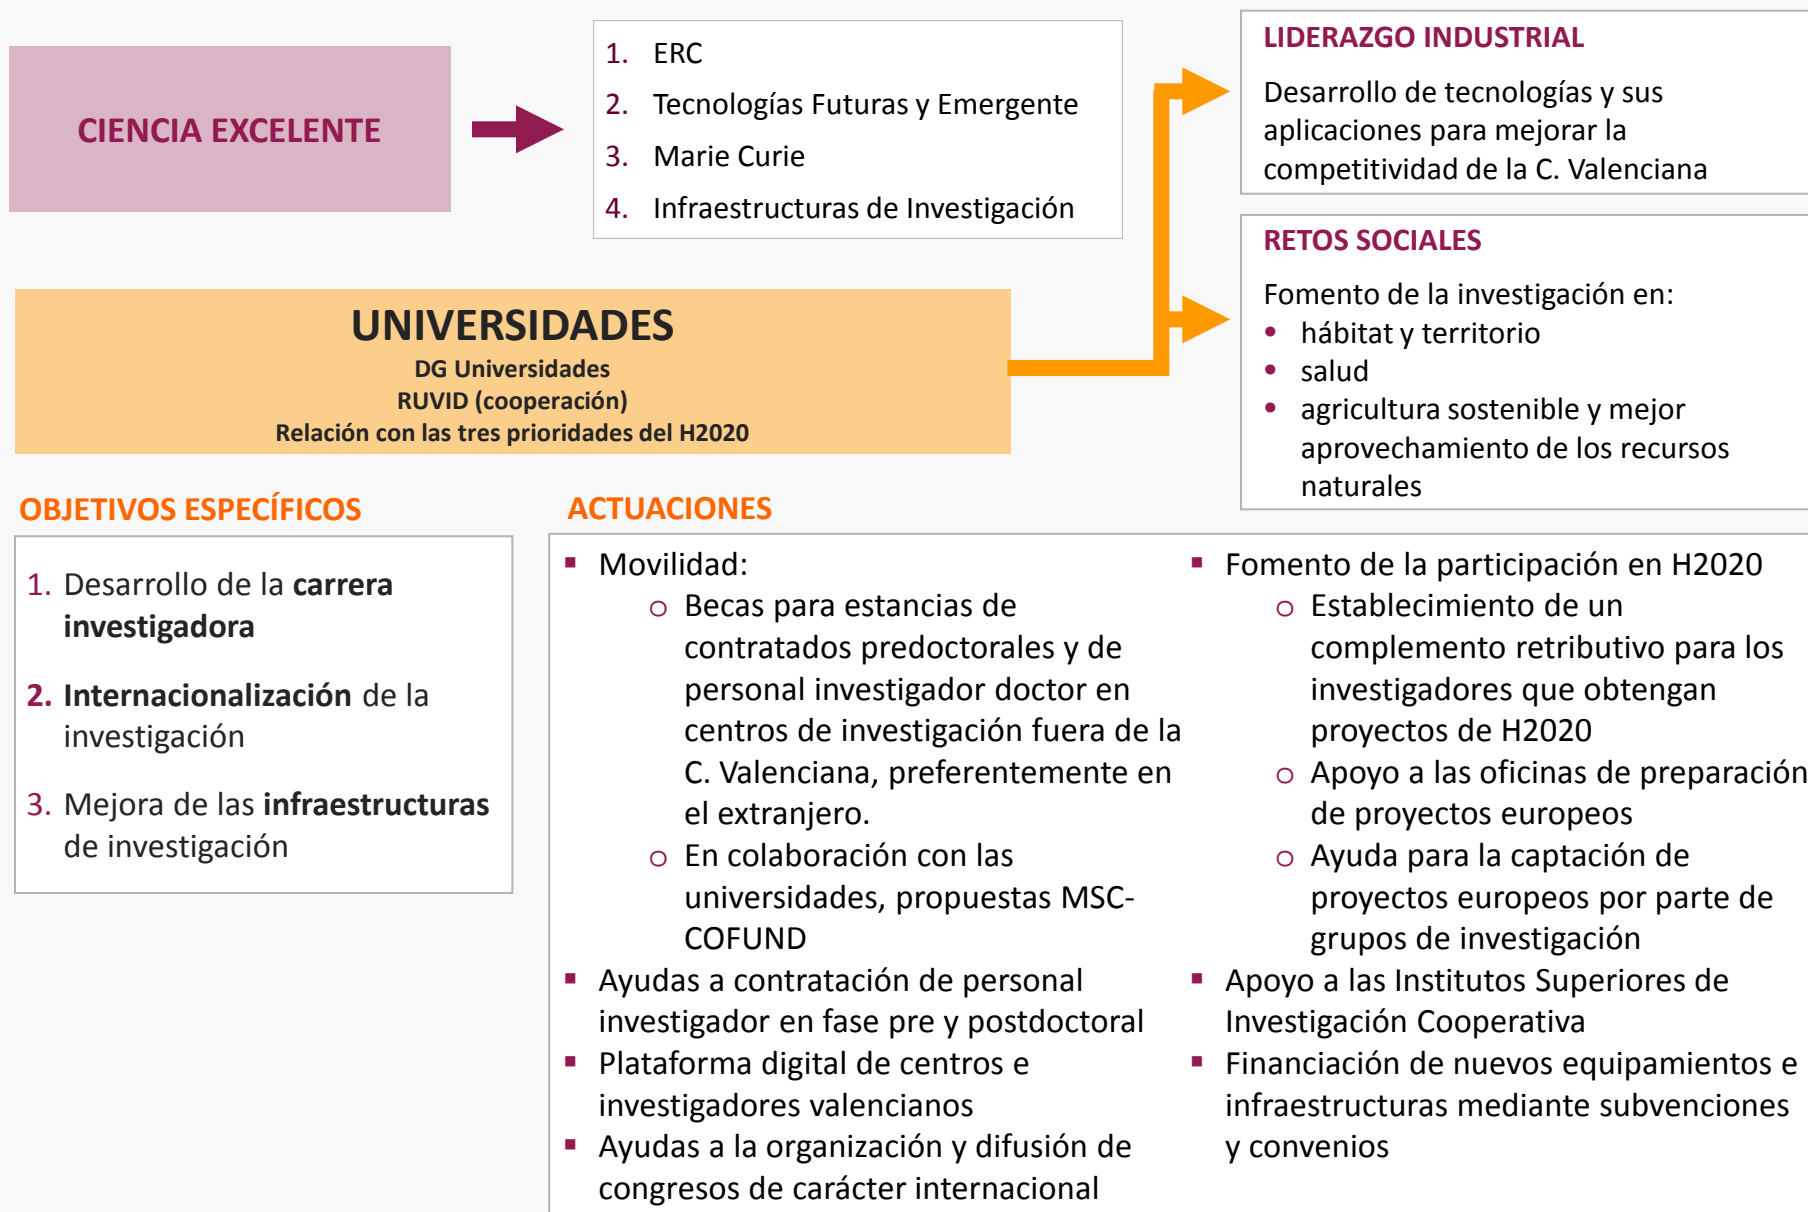 CIENCIA EXCELENTE
1. ERC
2. Tecnologías Futuras y Emergente
3. Marie Curie
4. Infraestructuras de Investigación
LIDERAZGO INDUSTRIAL
Desarrollo de tecnologías y sus
aplicaciones para mejorar la
competitividad de la C. Valenciana
RETOS SOCIALES
Fomento de la investigación en:
• hábitat y territorio
• salud
• agricultura sostenible y mejor
aprovechamiento de los recursos
naturales
UNIVERSIDADES
DG Universidades
RUVID (cooperación)
Relación con las tres prioridades del H2020
OBJETIVOS ESPECÍFICOS
1. Desarrollo de la carrera
investigadora
2. Internacionalización de la
investigación
3. Mejora de las infraestructuras
de investigación
ACTUACIONES
▪ Movilidad:
o Becas para estancias de
contratados predoctorales y de
personal investigador doctor en
centros de investigación fuera de la
C. Valenciana, preferentemente en
el extranjero.
o En colaboración con las
universidades, propuestas MSC-
COFUND
▪ Ayudas a contratación de personal
investigador en fase pre y postdoctoral
▪ Plataforma digital de centros e
investigadores valencianos
▪ Ayudas a la organización y difusión de
congresos de carácter internacional
▪ Fomento de la participación en H2020
o Establecimiento de un
complemento retributivo para los
investigadores que obtengan
proyectos de H2020
o Apoyo a las oficinas de preparación
de proyectos europeos
o Ayuda para la captación de
proyectos europeos por parte de
grupos de investigación
▪ Apoyo a las Institutos Superiores de
Investigación Cooperativa
▪ Financiación de nuevos equipamientos e
infraestructuras mediante subvenciones
y convenios